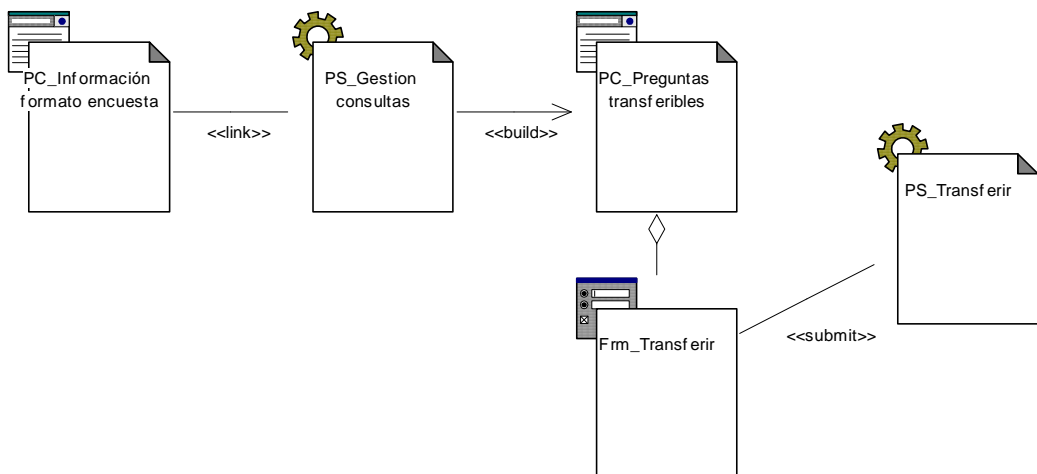 PC_Información
formato encuesta
<<link>>
PS_Gestion
consultas
<<build>>
PC_Preguntas
transferibles
PS_Transferir
Frm_Transferir
<<submit>>